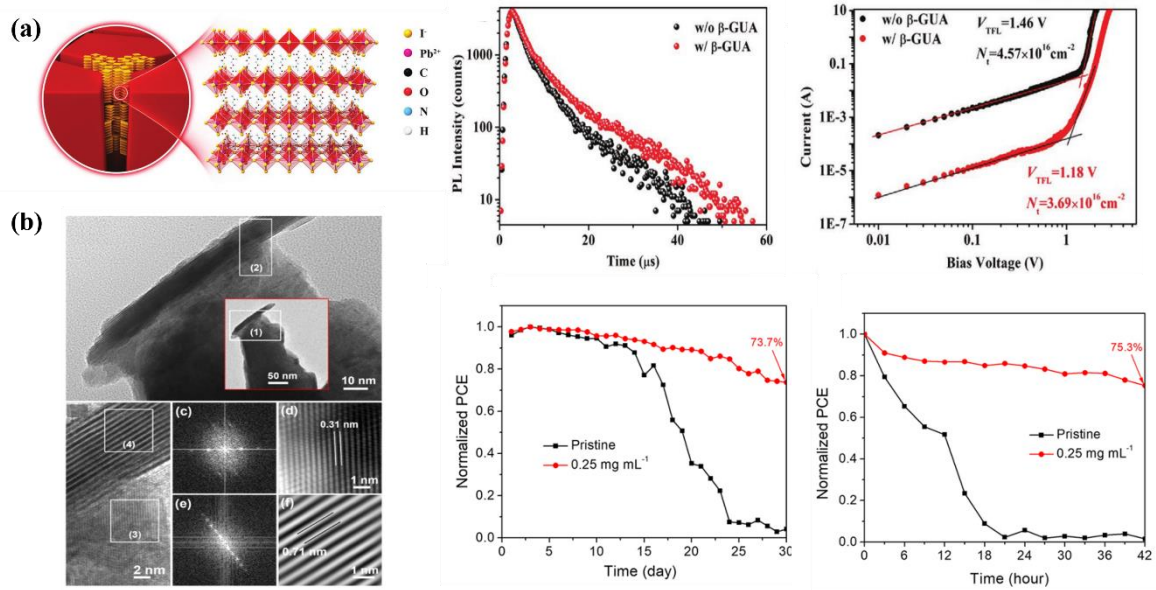 (a)
I⁻
Pb²⁺
C
O
N
H
PL Intensity (counts)
1000
100
10
w/o β-GUA
w/ β-GUA
0 10 20 30 40 50 60
Time (μs)
Current (A)
10
0.1
1E-3
1E-5
1E-7
w/o β-GUA
w/ β-GUA
V_TFL=1.46 V
N_t=4.57×10¹⁶cm⁻²
V_TFL=1.18 V
N_t=3.69×10¹⁶cm⁻²
0.01 0.1 1
Bias Voltage (V)
(b)
(2)
(1)
50 nm
10 nm
(4)
(3)
2 nm
(c)
(d)
0.31 nm
1 nm
(e)
(f)
0.71 nm
1 nm
Normalized PCE
1.0
0.8
0.6
0.4
0.2
0.0
73.7%
Pristine
0.25 mg mL⁻¹
0 5 10 15 20 25 30
Time (day)
Normalized PCE
1.0
0.8
0.6
0.4
0.2
0.0
75.3%
Pristine
0.25 mg mL⁻¹
0 6 12 18 24 30 36 42
Time (hour)